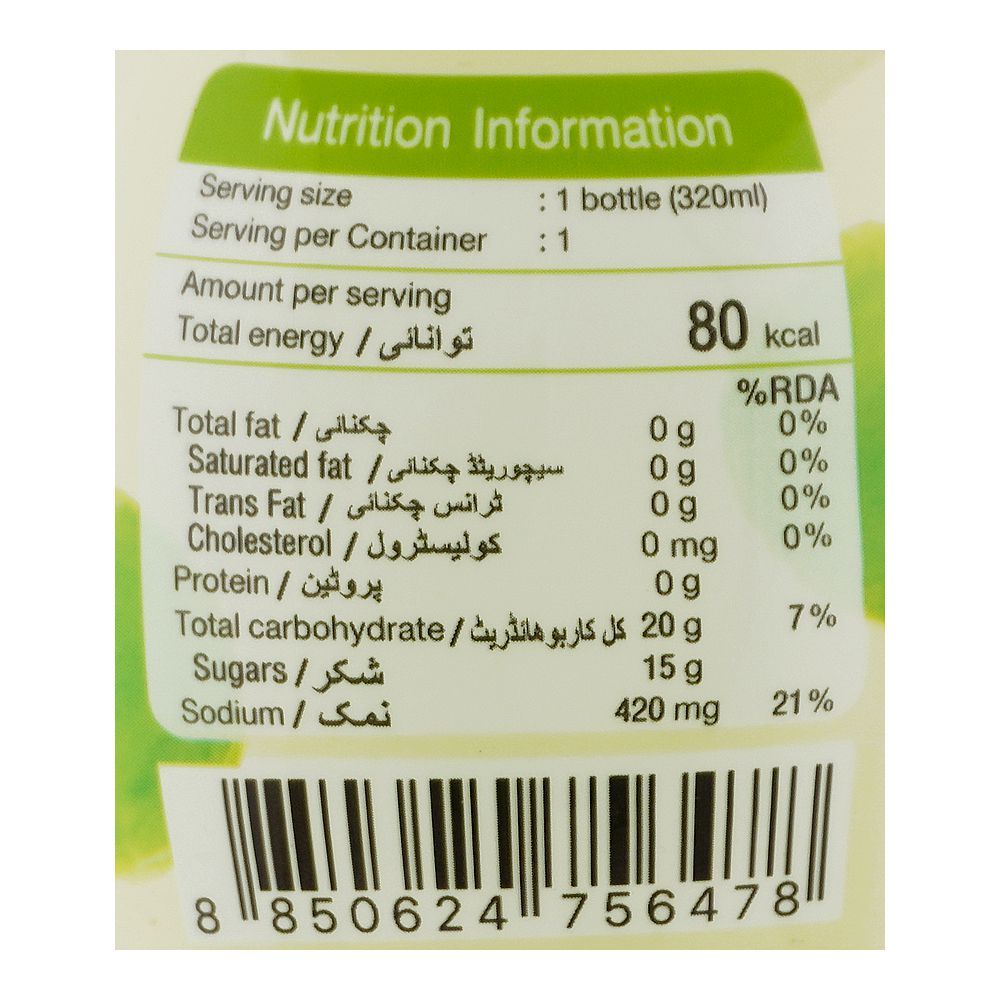 Nutrition Information
Serving size : 1 bottle (320ml)
Serving per Container : 1
Amount per serving
Total energy / توانائی 80 kcal
%RDA
Total fat / چکنائی 0 g 0%
Saturated fat / سیچوریٹڈ چکنائی 0 g 0%
Trans Fat / ٹرانس چکنائی 0 g 0%
Cholesterol / کولیسٹرول 0 mg 0%
Protein / پروٹین 0 g
Total carbohydrate / کل کاربوھائڈریٹ 20 g 7%
Sugars / شکر 15 g
Sodium / نمک 420 mg 21%
8 850624 756478